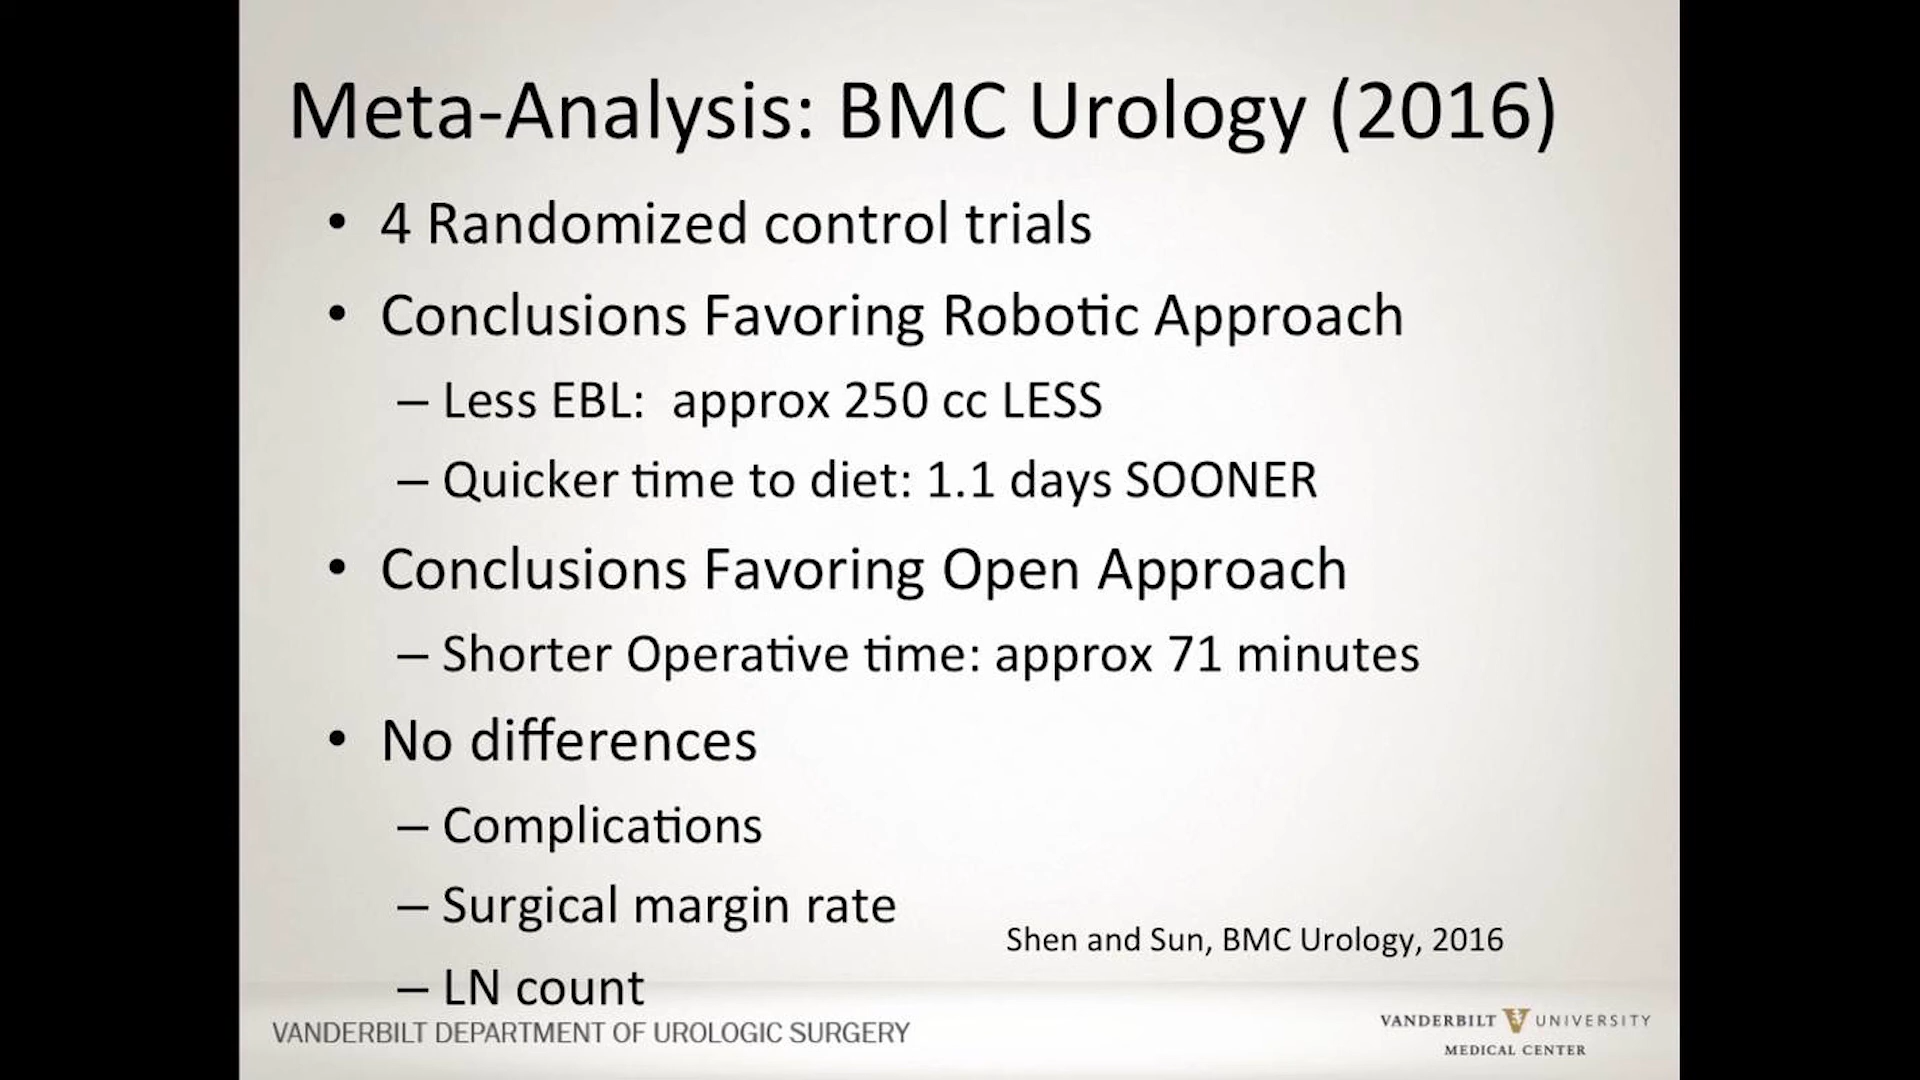 Meta-Analysis: BMC Urology (2016)
• 4 Randomized control trials
• Conclusions Favoring Robotic Approach
– Less EBL: approx 250 cc LESS
– Quicker time to diet: 1.1 days SOONER
• Conclusions Favoring Open Approach
– Shorter Operative time: approx 71 minutes
• No differences
– Complications
– Surgical margin rate
Shen and Sun, BMC Urology, 2016
– LN count
VANDERBILT DEPARTMENT OF UROLOGIC SURGERY
VANDERBILT V UNIVERSITY
MEDICAL CENTER